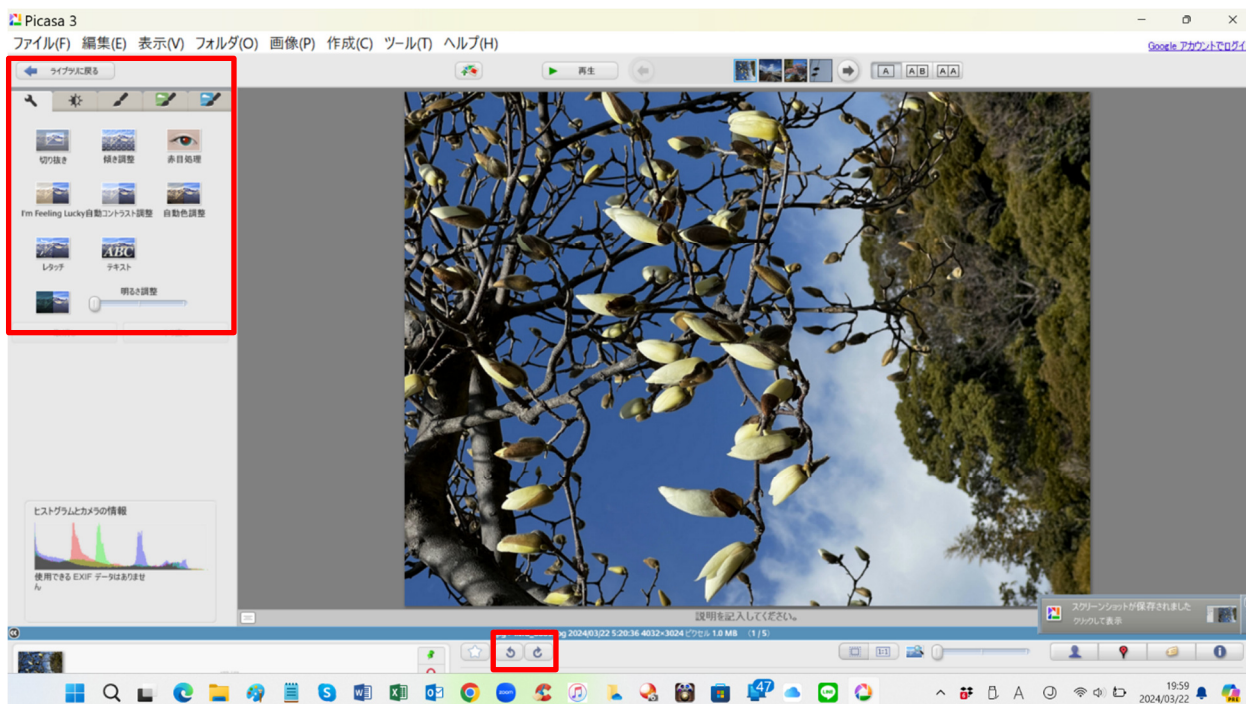 Picasa 3
ファイル(F) 編集(E) 表示(V) フォルダ(O) 画像(P) 作成(C) ツール(T) ヘルプ(H)
Google アカウントでログイ
ライブラリに戻る
再生
A AB AA
切り抜き 傾き調整 赤目処理
I'm Feeling Lucky 自動コントラスト調整 自動色調整
ABC
レタッチ テキスト
明るさ調整
ヒストグラムとカメラの情報
使用できる EXIF データはありませ
ん
説明を記入してください。
スクリーンショットが保存されました
クリックして表示
2024/03/22 5:20:36 4032×3024 ピクセル 1.0 MB (1/5)
1:1
zoom
47
A
19:59
2024/03/22